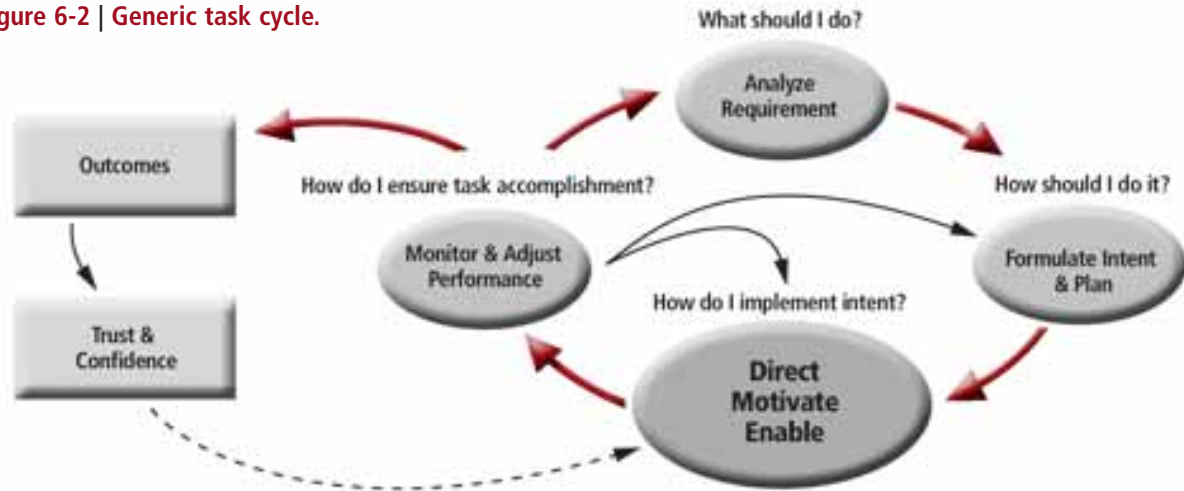 gure 6-2 | Generic task cycle.
What should I do?
Analyze
Requirement
Outcomes
How do I ensure task accomplishment?
How should I do it?
Monitor & Adjust
Performance
Formulate Intent
& Plan
How do I implement intent?
Trust &
Confidence
Direct
Motivate
Enable